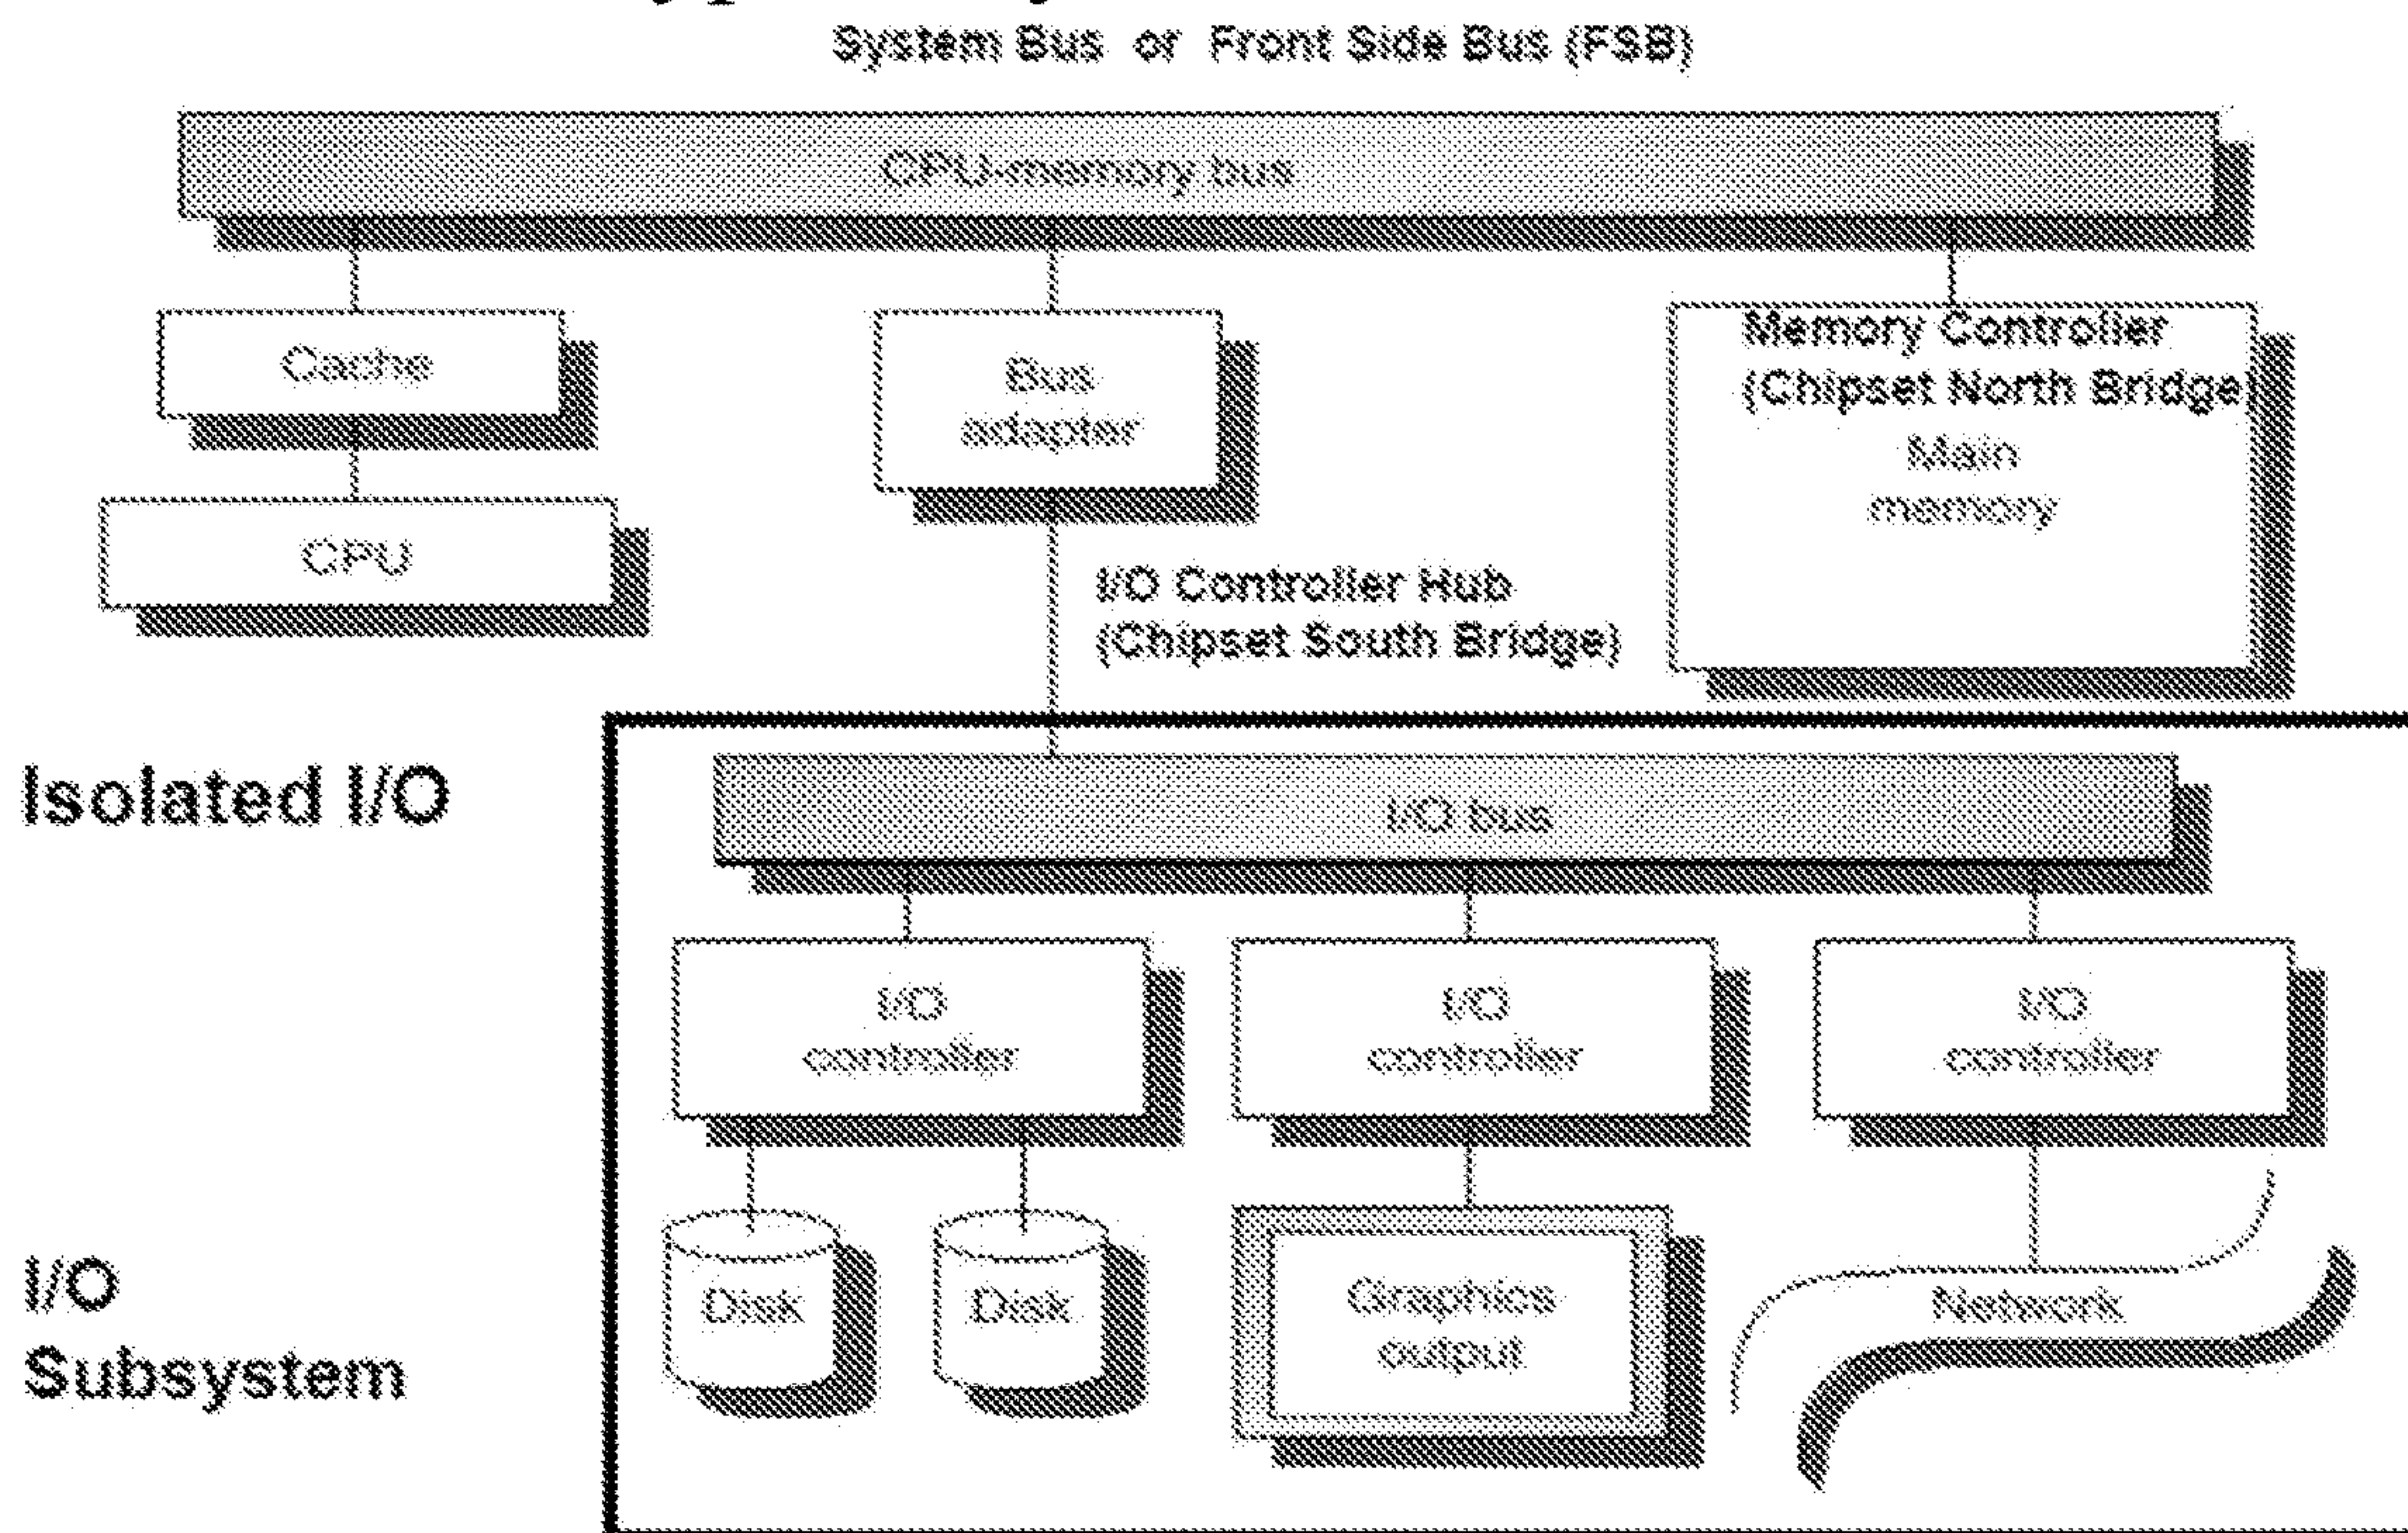 System Bus or Front Side Bus (FSB)
CPU-memory bus
Cache
Bus
adapter
Memory Controller
(Chipset North Bridge)
Main
memory
CPU
I/O Controller Hub
(Chipset South Bridge)
Isolated I/O
I/O bus
I/O
controller
I/O
controller
I/O
controller
I/O
Subsystem
Disk
Disk
Graphics
output
Network